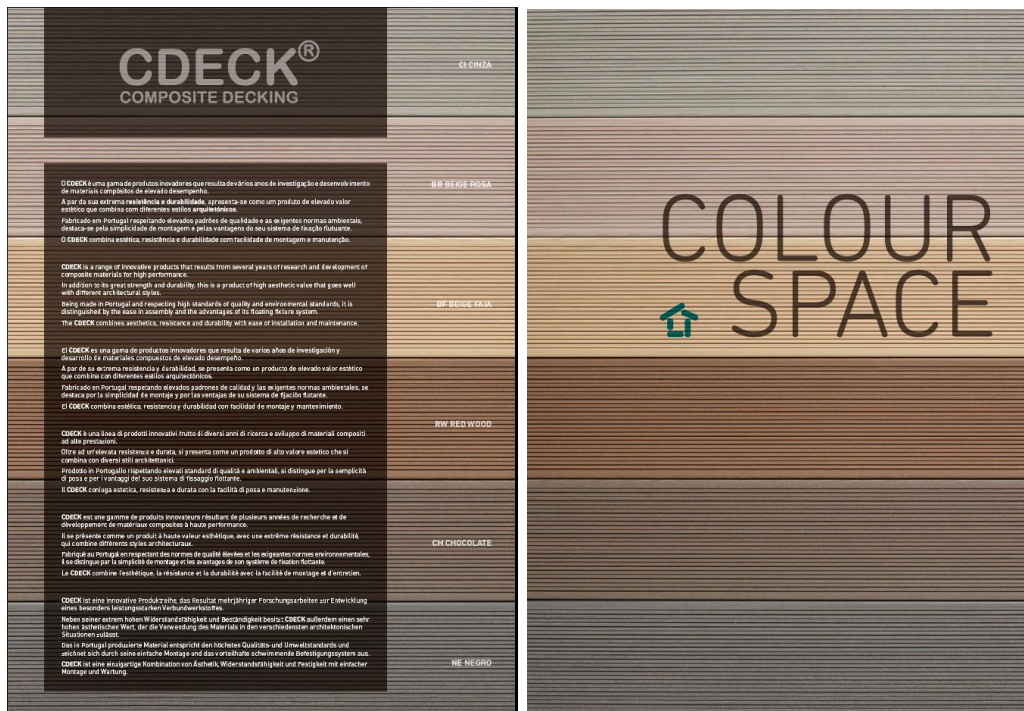 CDECK®
COMPOSITE DECKING
CI CINZA
BR BEIGE ROSA
BF BEIGE FAIA
RW RED WOOD
CH CHOCOLATE
NE NEGRO
O CDECK é uma gama de produtos inovadores que resulta de vários anos de investigação e desenvolvimento
de materiais compósitos de elevado desempenho.
A par da sua extrema resistência e durabilidade, apresenta-se como um produto de elevado valor
estético que combina com diferentes estilos arquitetónicos.
Fabricado em Portugal respeitando elevados padrões de qualidade e as exigentes normas ambientais,
destaca-se pela simplicidade de montagem e pelas vantagens do seu sistema de fixação flutuante.
O CDECK combina estética, resistência e durabilidade com facilidade de montagem e manutenção.
CDECK is a range of innovative products that results from several years of research and development of
composite materials for high performance.
In addition to its great strength and durability, this is a product of high aesthetic value that goes well
with different architectural styles.
Being made in Portugal and respecting high standards of quality and environmental standards, it is
distinguished by the ease in assembly and the advantages of its floating fixture system.
The CDECK combines aesthetics, resistance and durability with ease of installation and maintenance.
El CDECK es una gama de productos innovadores que resulta de varios años de investigación y
desarrollo de materiales compuestos de elevado desempeño.
A par de su extrema resistencia y durabilidad, se presenta como un producto de elevado valor estético
que combina con diferentes estilos arquitectónicos.
Fabricado en Portugal respetando elevados padrones de calidad y las exigentes normas ambientales, se
destaca por la simplicidad de montaje y por las ventajas de su sistema de fijación flotante.
El CDECK combina estética, resistencia y durabilidad con facilidad de montaje y mantenimiento.
CDECK è una linea di prodotti innovativi frutto di diversi anni di ricerca e sviluppo di materiali compositi
ad alte prestazioni.
Oltre ad un'elevata resistenza e durata, si presenta come un prodotto di alto valore estetico che si
combina con diversi stili architettonici.
Prodotto in Portogallo rispettando elevati standard di qualità e ambientali, si distingue per la semplicità
di posa e per i vantaggi del suo sistema di fissaggio flottante.
Il CDECK coniuga estetica, resistenza e durata con la facilità di posa e manutenzione.
CDECK est une gamme de produits innovateurs résultant de plusieurs années de recherche et de
développement de matériaux composites à haute performance.
Il se présente comme un produit à haute valeur esthétique, avec une extrême résistance et durabilité,
qui combine différents styles architecturaux.
Fabriqué au Portugal en respectant des normes de qualité élevées et les exigeantes normes environnementales,
il se distingue par la simplicité de montage et les avantages de son système de fixation flottante.
Le CDECK combine l'esthétique, la résistance et la durabilité avec la facilité de montage et d'entretien.
CDECK ist eine innovative Produktreihe, das Resultat mehrjähriger Forschungsarbeiten zur Entwicklung
eines besonders leistungsstarken Verbundwerkstoffes.
Neben seiner extrem hohen Widerstandsfähigkeit und Beständigkeit besitzt CDECK außerdem einen sehr
hohen ästhetischen Wert, der die Verwendung des Materials in den verschiedensten architektonischen
Situationen zulässt.
Das in Portugal produzierte Material entspricht den höchsten Qualitäts-und Umweltstandards und
zeichnet sich durch seine einfache Montage und das vorteilhafte schwimmende Befestigungssystem aus.
CDECK ist eine einzigartige Kombination von Ästhetik, Widerstandsfähigkeit und Festigkeit mit einfacher
Montage und Wartung.
COLOUR
SPACE